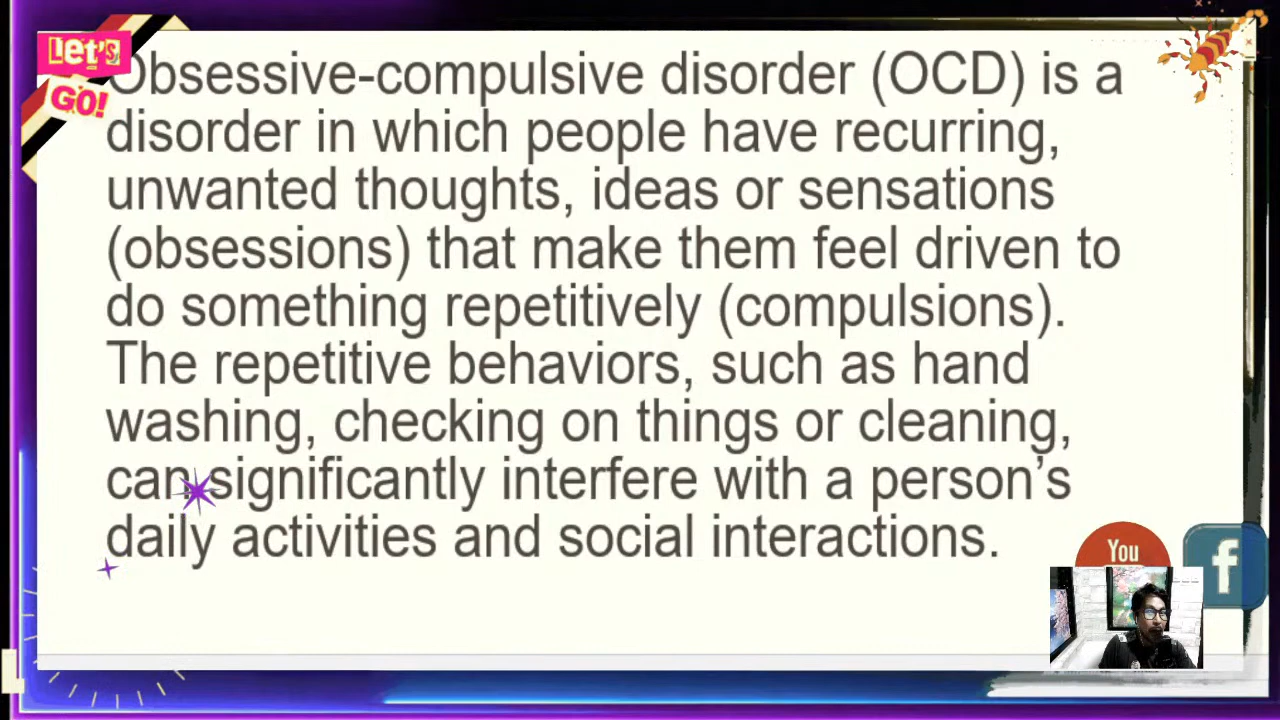 LET'S
GO!
Obsessive-compulsive disorder (OCD) is a
disorder in which people have recurring,
unwanted thoughts, ideas or sensations
(obsessions) that make them feel driven to
do something repetitively (compulsions).
The repetitive behaviors, such as hand
washing, checking on things or cleaning,
can significantly interfere with a person’s
daily activities and social interactions.
You
f